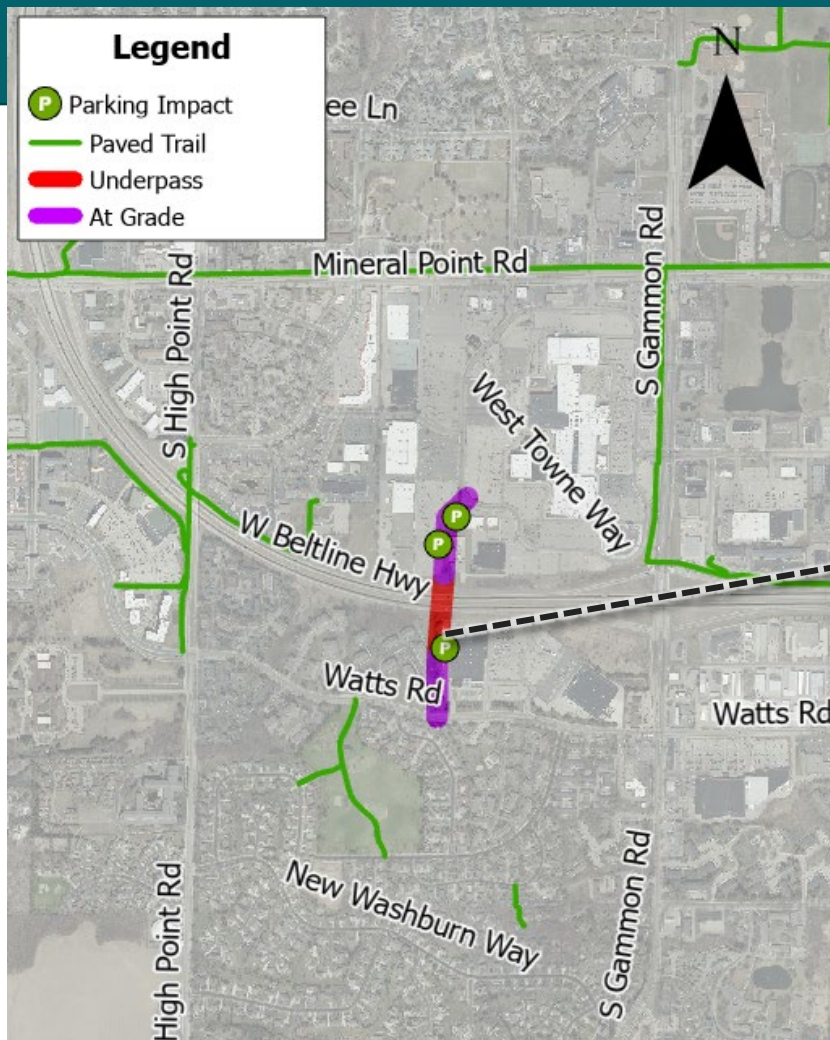 Legend
P Parking Impact
Paved Trail
Underpass
At Grade
N
ee Ln
Mineral Point Rd
S High Point Rd
S Gammon Rd
West Towne Way
P
P
W Beltline Hwy
P
Watts Rd
Watts Rd
New Washburn Way
High Point Rd
S Gammon Rd